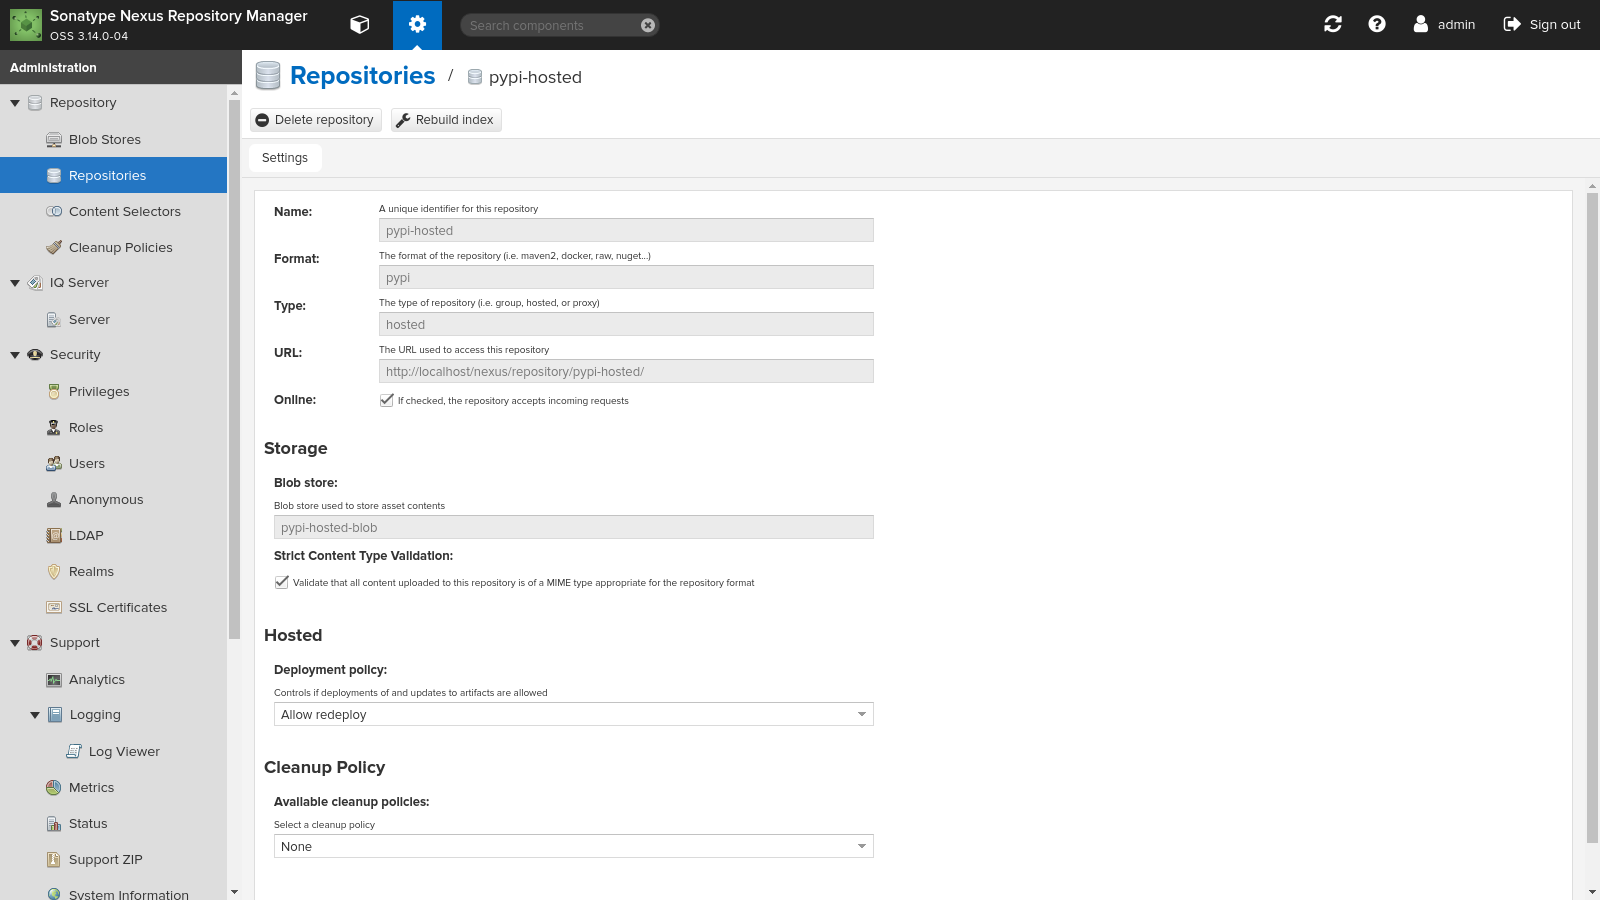 Sonatype Nexus Repository Manager
OSS 3.14.0-04
Search components
admin
Sign out
Administration
Repository
Blob Stores
Repositories
Content Selectors
Cleanup Policies
IQ Server
Server
Security
Privileges
Roles
Users
Anonymous
LDAP
Realms
SSL Certificates
Support
Analytics
Logging
Log Viewer
Metrics
Status
Support ZIP
System Information
Repositories / pypi-hosted
Delete repository
Rebuild index
Settings
Name:
A unique identifier for this repository
pypi-hosted
Format:
The format of the repository (i.e. maven2, docker, raw, nuget...)
pypi
Type:
The type of repository (i.e. group, hosted, or proxy)
hosted
URL:
The URL used to access this repository
http://localhost/nexus/repository/pypi-hosted/
Online:
If checked, the repository accepts incoming requests
Storage
Blob store:
Blob store used to store asset contents
pypi-hosted-blob
Strict Content Type Validation:
Validate that all content uploaded to this repository is of a MIME type appropriate for the repository format
Hosted
Deployment policy:
Controls if deployments of and updates to artifacts are allowed
Allow redeploy
Cleanup Policy
Available cleanup policies:
Select a cleanup policy
None